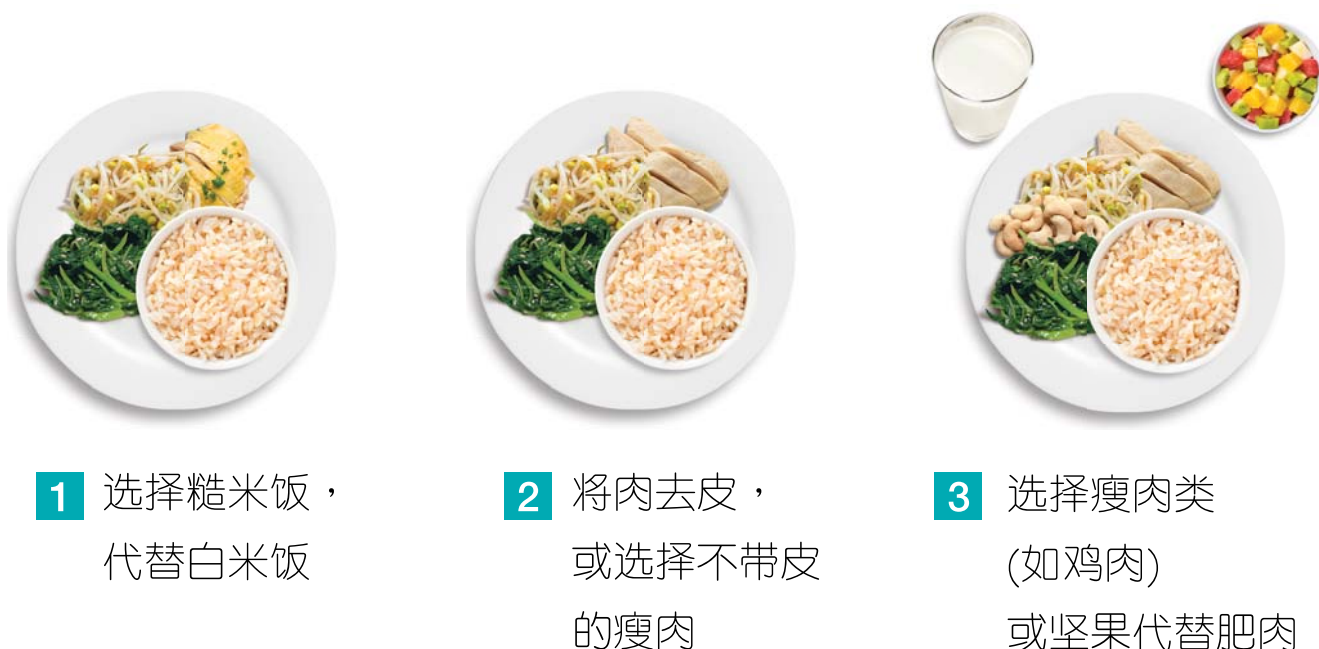 1 选择糙米饭，
代替白米饭
2 将肉去皮，
或选择不带皮
的瘦肉
3 选择瘦肉类
(如鸡肉)
或坚果代替肥肉